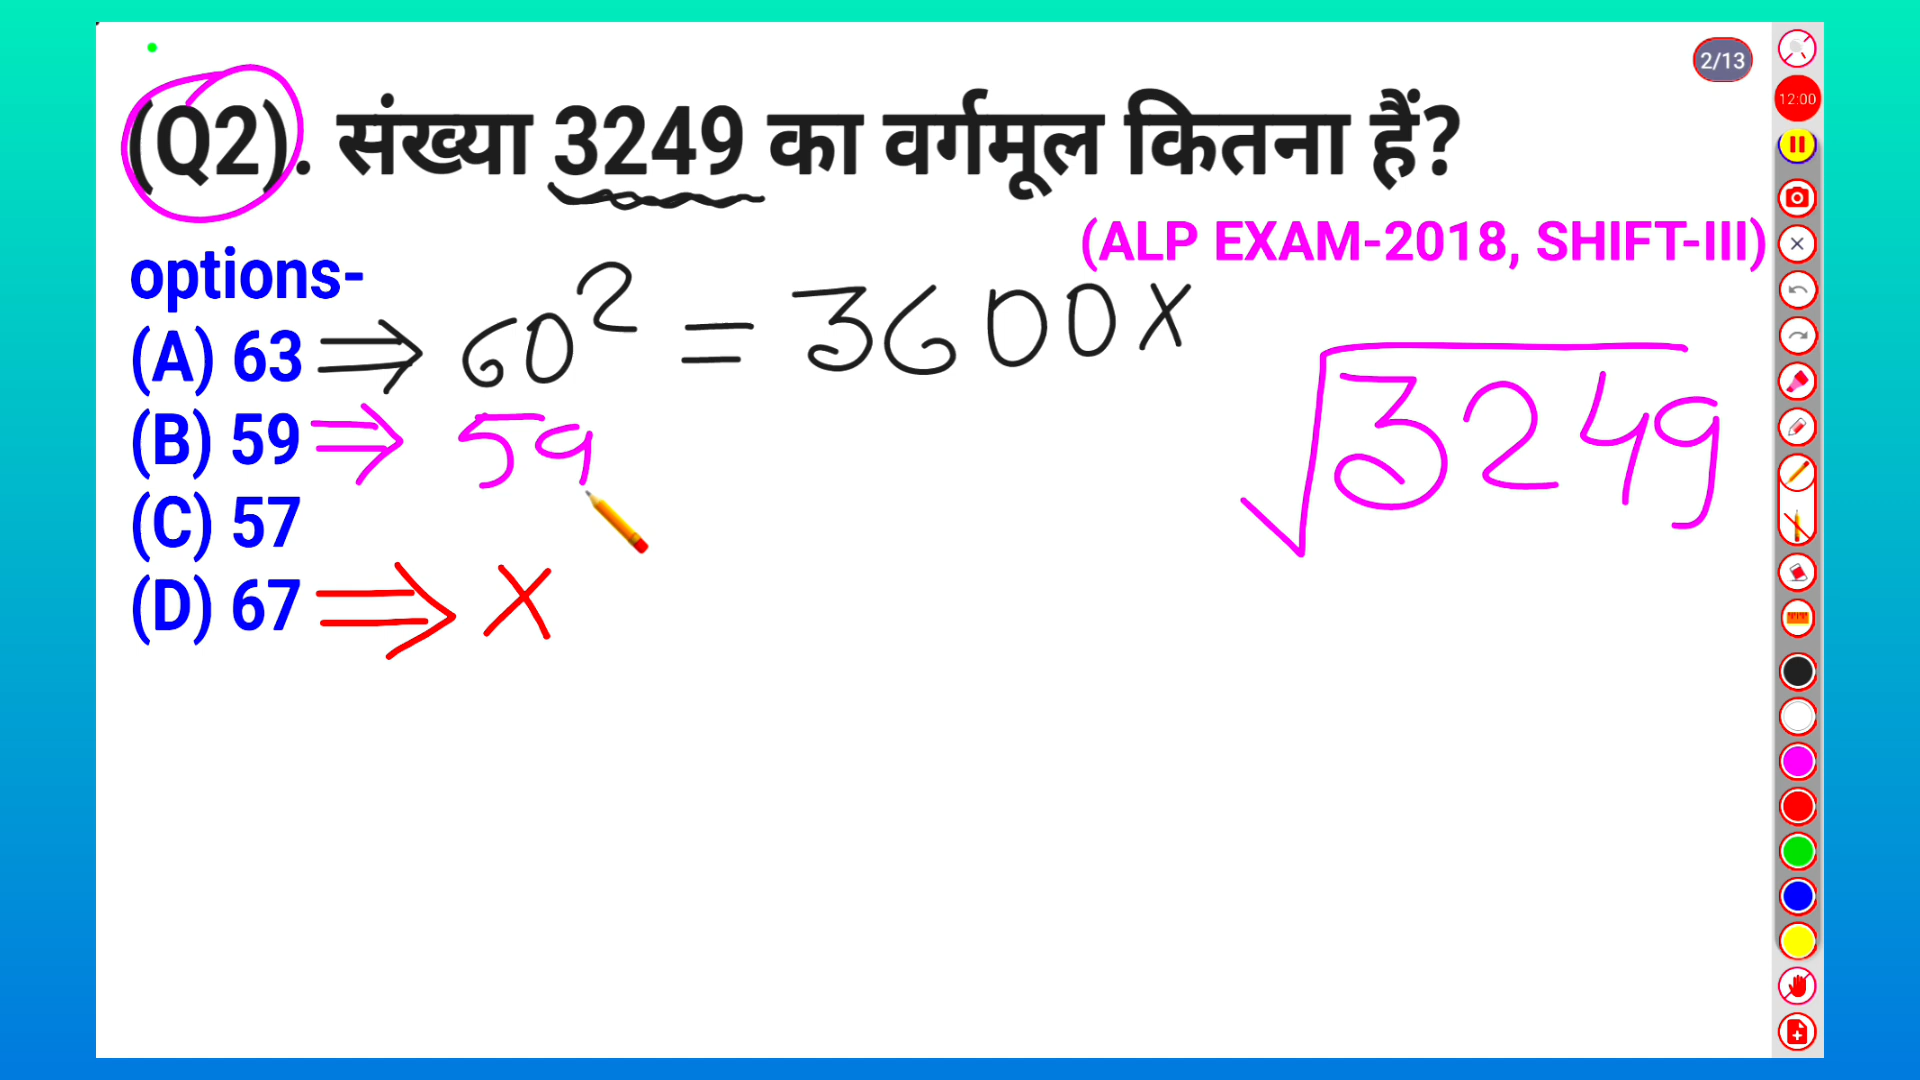 2/13
12:00
(Q2). संख्या 3249 का वर्गमूल कितना हैं?
(ALP EXAM-2018, SHIFT-III)
options-
(A) 63 ⇒ 60² = 3600 x
(B) 59 ⇒ 59
√3249
(C) 57
(D) 67 ⇒ x